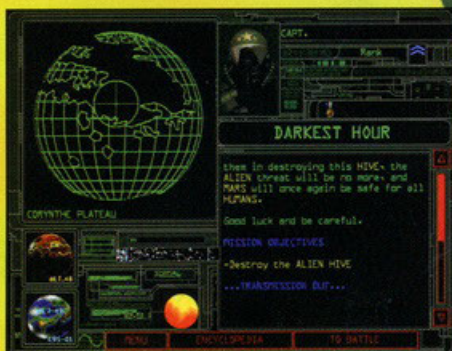 CAPT.
Rank
DARKEST HOUR
them in destroying this HIVE, the
ALIEN threat will be no more, and
MARS will once again be safe for all
HUMANS.
Good luck and be careful.
MISSION OBJECTIVES
-Destroy the ALIEN HIVE
...TRANSMISSION OUT...
CORYNTHE PLATEAU
MENU
ENCYCLOPEDIA
TO BATTLE